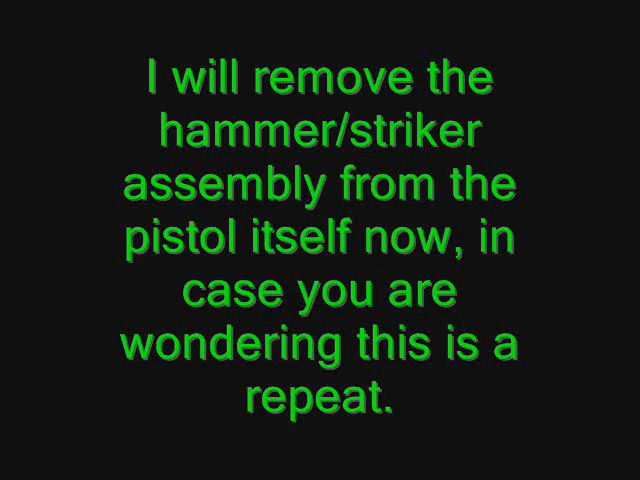 I will remove the
hammer/striker
assembly from the
pistol itself now, in
case you are
wondering this is a
repeat.